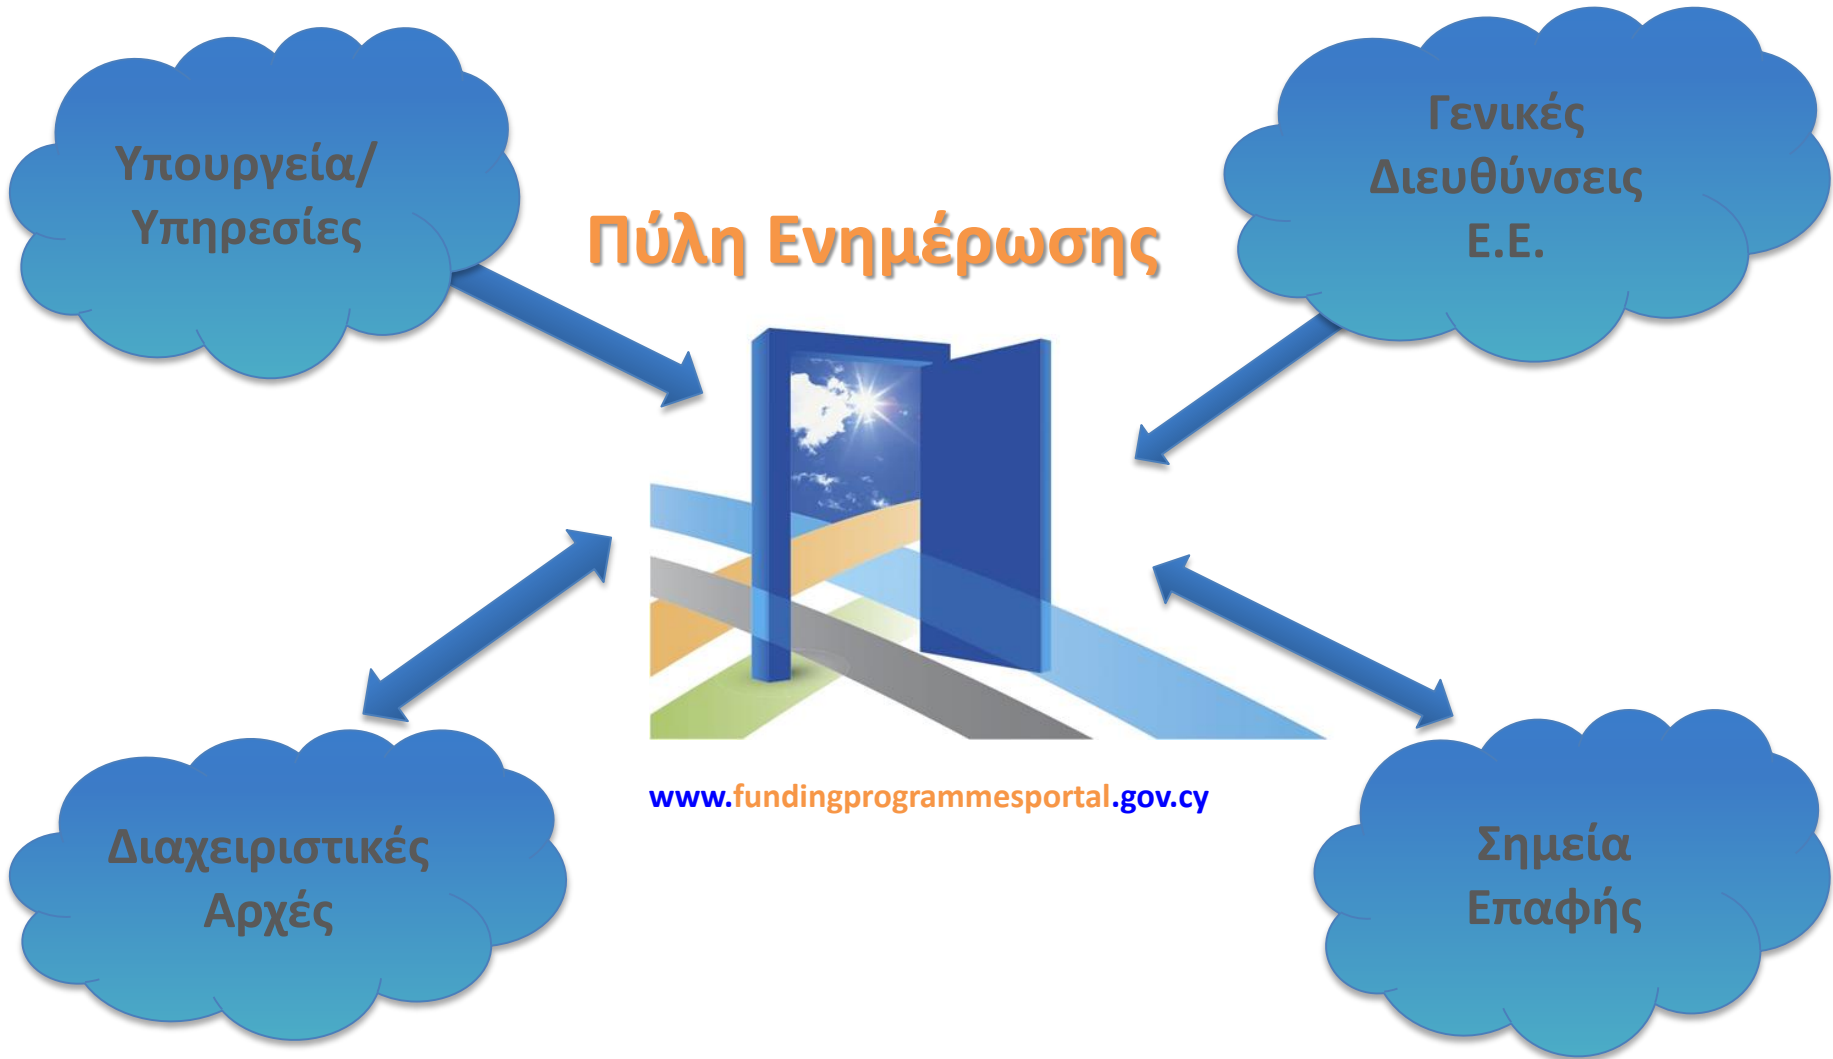 Υπουργεία/
Υπηρεσίες
Γενικές
Διευθύνσεις
Ε.Ε.
Πύλη Ενημέρωσης
www.fundingprogrammesportal.gov.cy
Διαχειριστικές
Αρχές
Σημεία
Επαφής